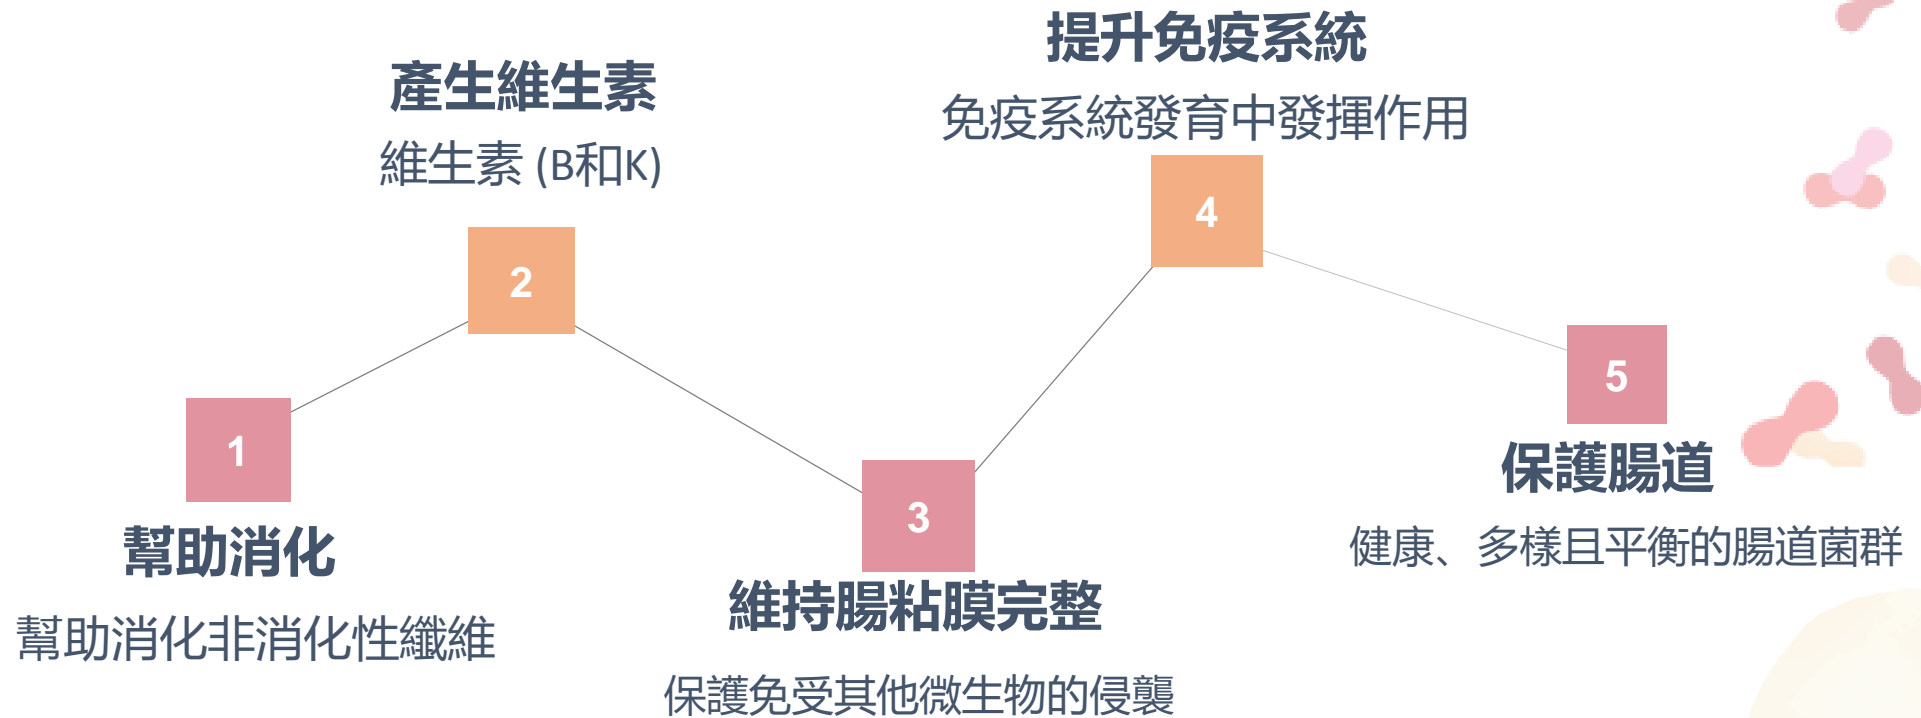 1
幫助消化
幫助消化非消化性纖維
產生維生素
維生素 (B和K)
2
3
維持腸粘膜完整
保護免受其他微生物的侵襲
提升免疫系統
免疫系統發育中發揮作用
4
5
保護腸道
健康、多樣且平衡的腸道菌群